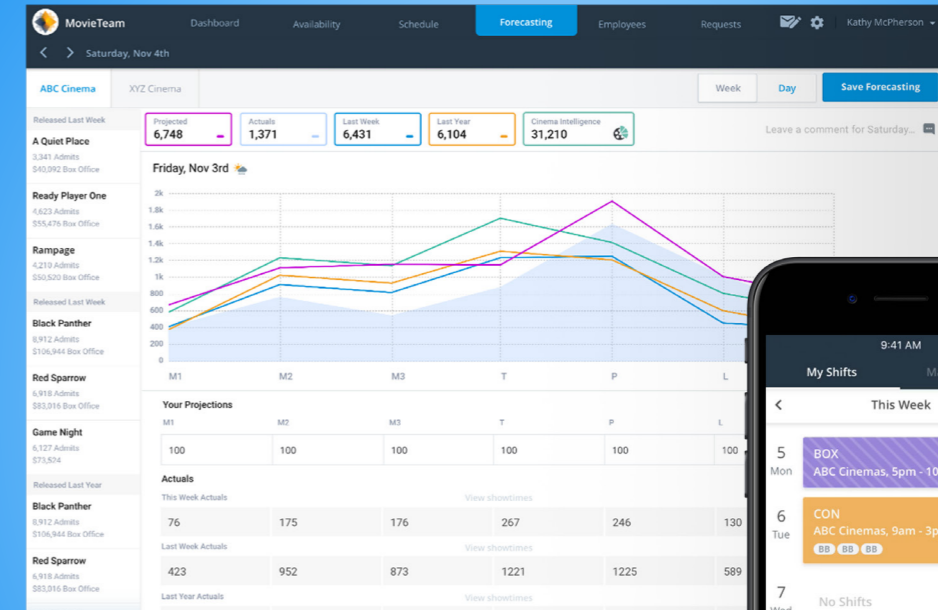 MovieTeam Dashboard Availability Schedule Forecasting Employees Requests Kathy McPherson
Saturday, Nov 4th
ABC Cinema XYZ Cinema Week Day Save Forecasting
Released Last Week
A Quiet Place
3,341 Admits
$40,092 Box Office
Ready Player One
4,623 Admits
$55,476 Box Office
Rampage
4,210 Admits
$50,520 Box Office
Released Last Week
Black Panther
8,912 Admits
$106,944 Box Office
Red Sparrow
6,918 Admits
$83,016 Box Office
Game Night
6,127 Admits
$73,524
Released Last Year
Black Panther
8,912 Admits
$106,944 Box Office
Red Sparrow
6,918 Admits
$83,016 Box Office
Projected
6,748
Actuals
1,371
Last Week
6,431
Last Year
6,104
Cinema Intelligence
31,210
Leave a comment for Saturday...
Friday, Nov 3rd
2k
1.8k
1.6k
1.4k
1.2k
1k
800
600
400
200
0
M1 M2 M3 T P L
Your Projections
M1 M2 M3 T P L
100 100 100 100 100 100
Actuals
This Week Actuals View showtimes
76 175 176 267 246 130
Last Week Actuals View showtimes
423 952 873 1221 1225 589
Last Year Actuals View showtimes
9:41 AM
My Shifts
This Week
5 BOX
Mon ABC Cinemas, 5pm - 10
6 CON
Tue ABC Cinemas, 9am - 3p
BB BB BB
7
Wed No Shifts